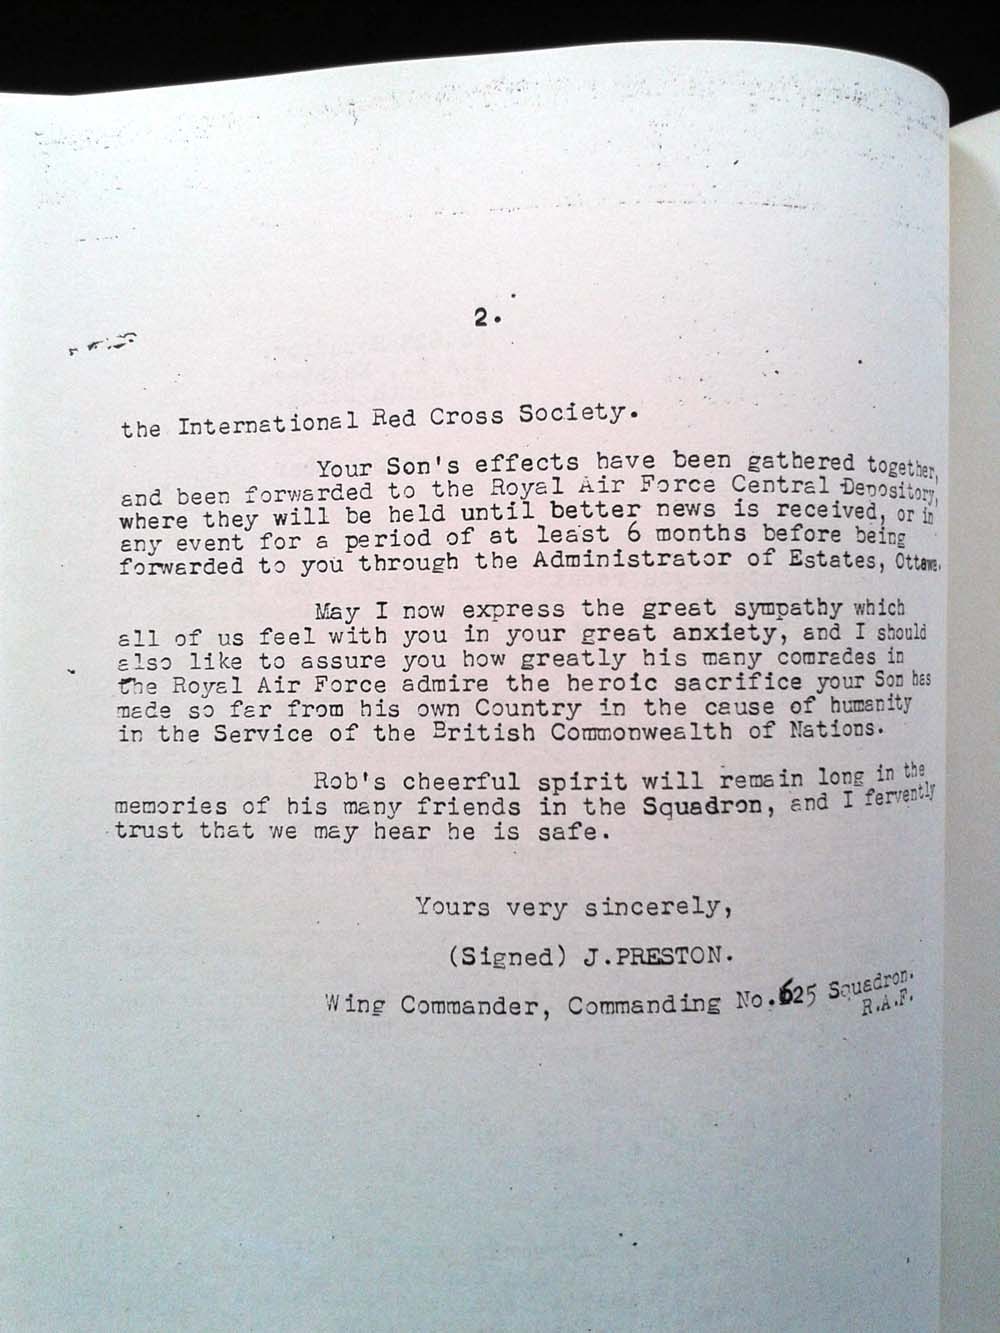 2.
the International Red Cross Society.
Your Son's effects have been gathered together,
and been forwarded to the Royal Air Force Central Depository,
where they will be held until better news is received, or in
any event for a period of at least 6 months before being
forwarded to you through the Administrator of Estates, Ottawa.
May I now express the great sympathy which
all of us feel with you in your great anxiety, and I should
also like to assure you how greatly his many comrades in
the Royal Air Force admire the heroic sacrifice your Son has
made so far from his own Country in the cause of humanity
in the Service of the British Commonwealth of Nations.
Rob's cheerful spirit will remain long in the
memories of his many friends in the Squadron, and I fervently
trust that we may hear he is safe.
Yours very sincerely,
(Signed) J.PRESTON.
Wing Commander, Commanding No.625 Squadron.
R.A.F.